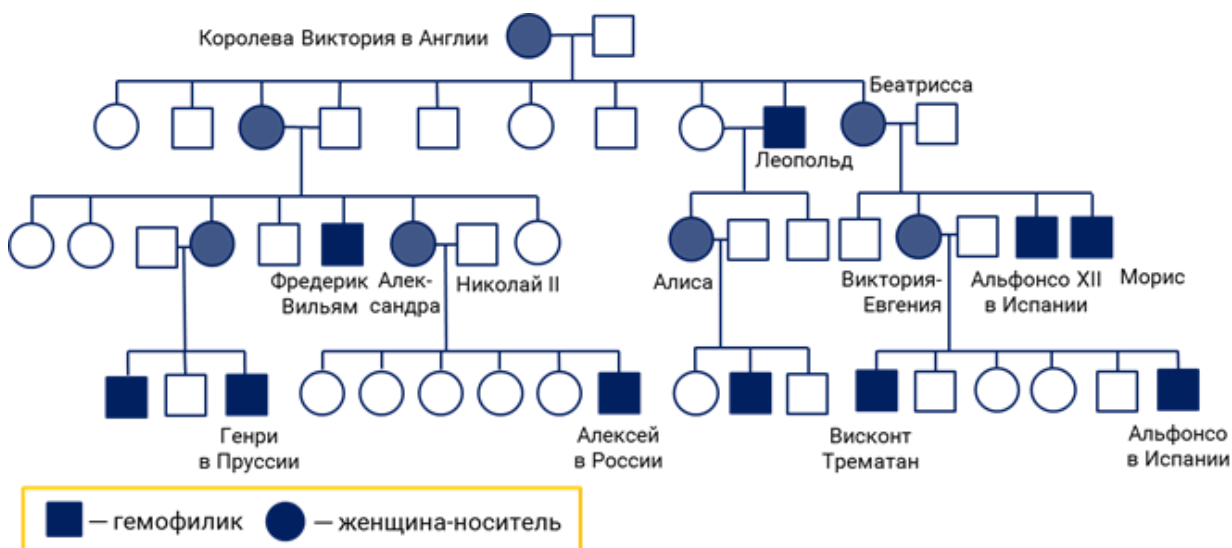 Королева Виктория в Англии
Беатрисса
Леопольд
Фредерик
Вильям
Алек-
сандра
Николай II
Алиса
Виктория-
Евгения
Альфонсо XII
в Испании
Морис
Генри
в Пруссии
Алексей
в России
Висконт
Трематан
Альфонсо
в Испании
— гемофилик
— женщина-носитель